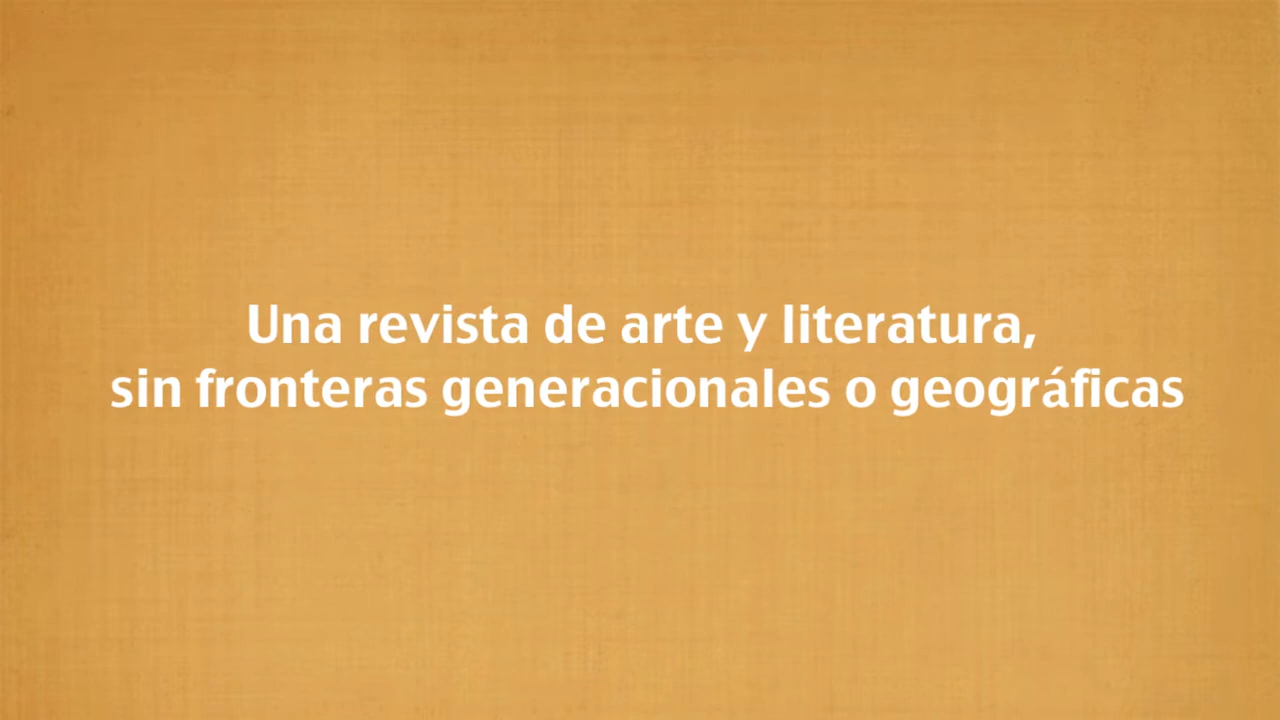 Una revista de arte y literatura,
sin fronteras generacionales o geográficas